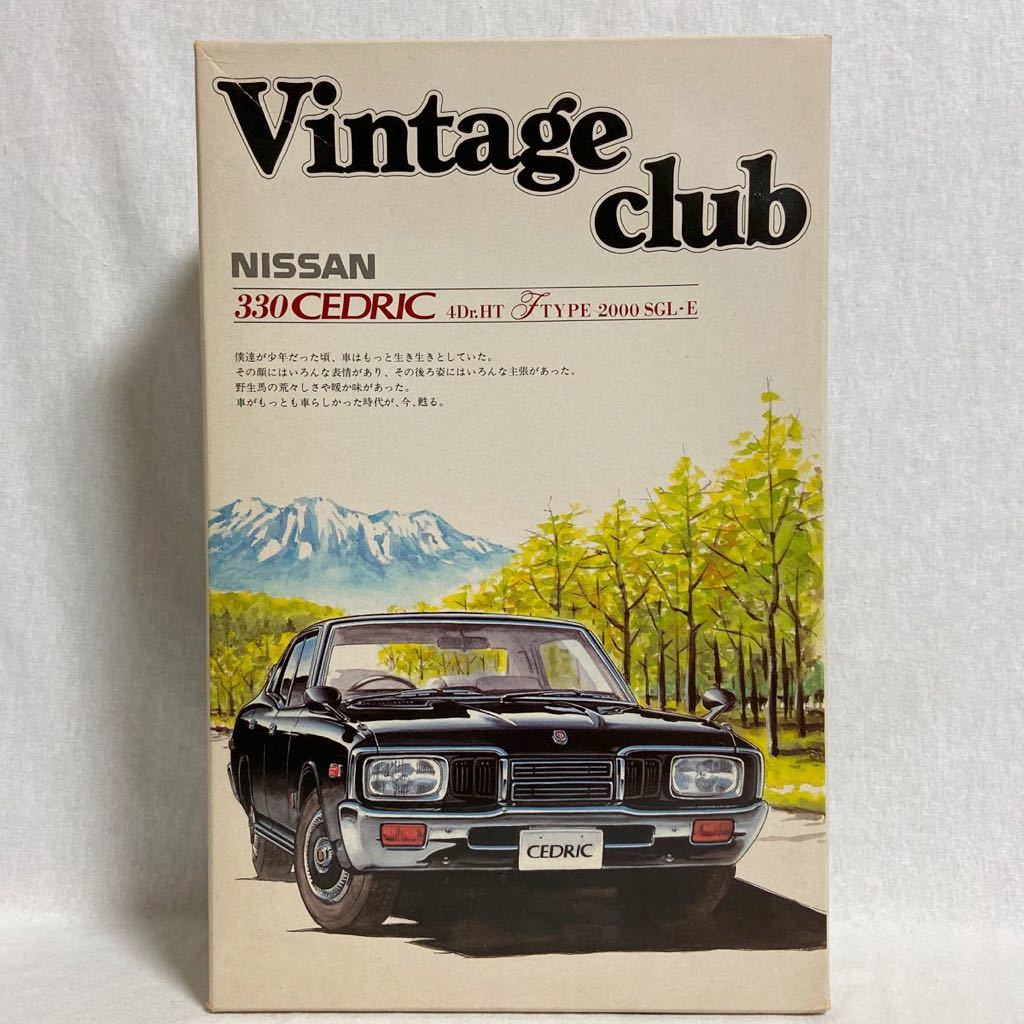 Vintage
club
NISSAN
330 CEDRIC 4Dr.HT F TYPE 2000 SGL-E
僕達が少年だった頃、車はもっと生き生きとしていた。
その顔にはいろんな表情があり、その後ろ姿にはいろんな主張があった。
野生馬の荒々しさや暖か味があった。
車がもっとも車らしかった時代が、今、甦る。
CEDRIC